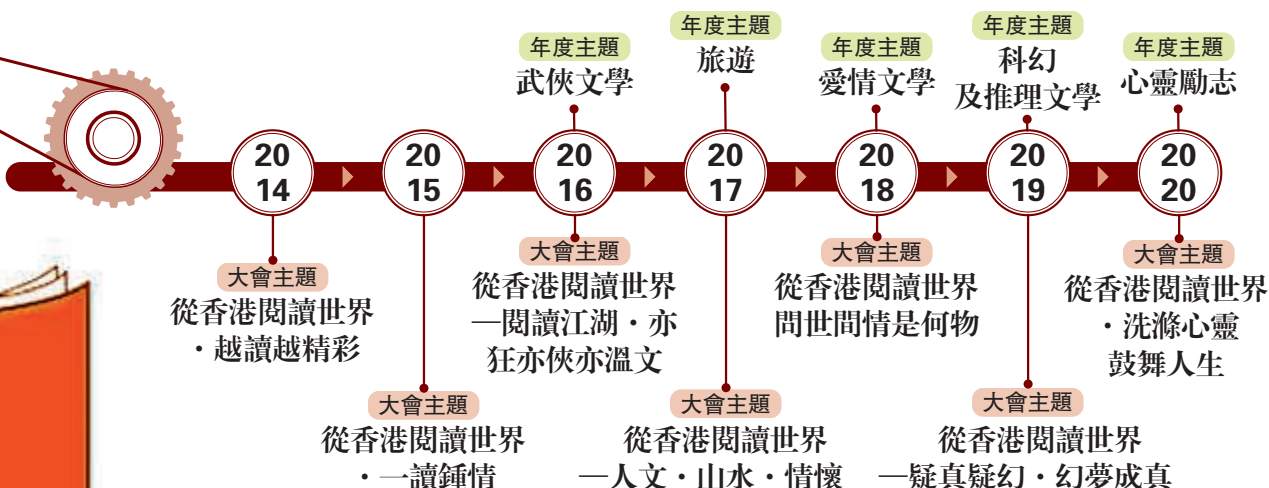 年度主題
武俠文學
年度主題
旅遊
年度主題
愛情文學
年度主題
科幻
及推理文學
年度主題
心靈勵志
20
14
20
15
20
16
20
17
20
18
20
19
20
20
大會主題
從香港閱讀世界
・越讀越精彩
大會主題
從香港閱讀世界
・一讀鍾情
大會主題
從香港閱讀世界
—閱讀江湖・亦
狂亦俠亦溫文
大會主題
從香港閱讀世界
—人文・山水・情懷
大會主題
從香港閱讀世界
問世間情是何物
大會主題
從香港閱讀世界
—疑真疑幻・幻夢成真
大會主題
從香港閱讀世界
・洗滌心靈
鼓舞人生